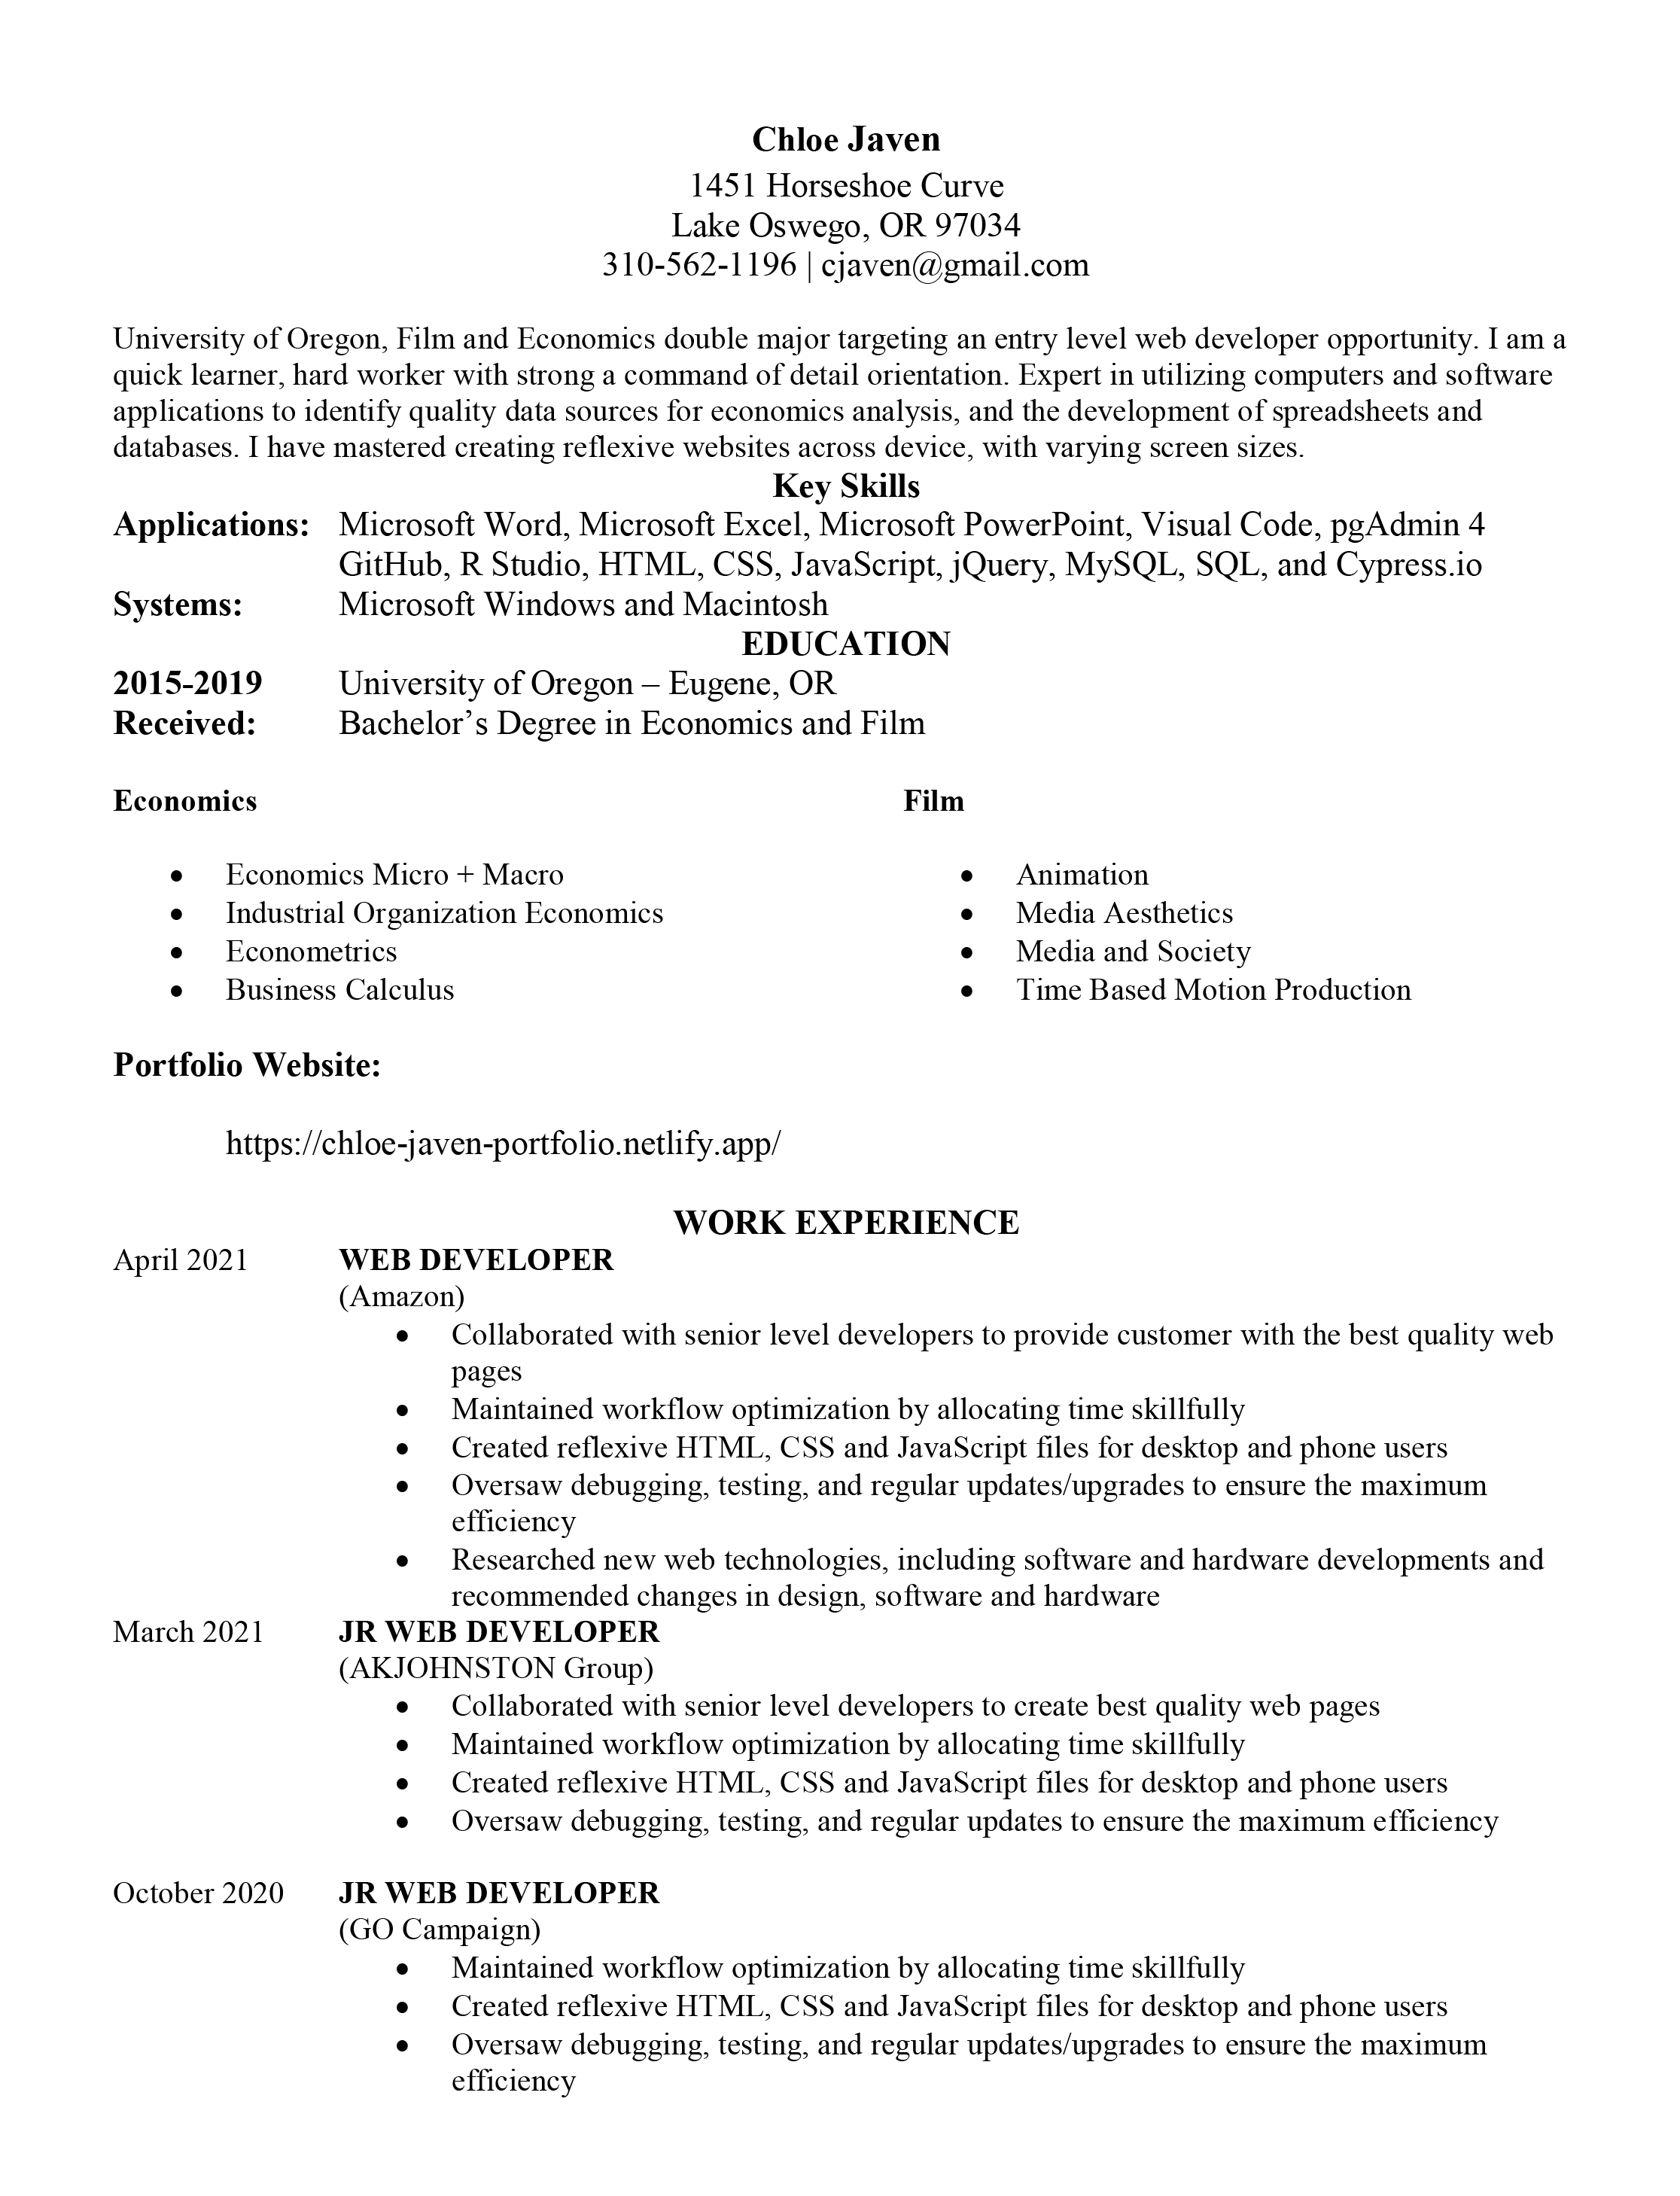 Chloe Javen
1451 Horseshoe Curve
Lake Oswego, OR 97034
310-562-1196 | cjaven@gmail.com
University of Oregon, Film and Economics double major targeting an entry level web developer opportunity. I am a
quick learner, hard worker with strong a command of detail orientation. Expert in utilizing computers and software
applications to identify quality data sources for economics analysis, and the development of spreadsheets and
databases. I have mastered creating reflexive websites across device, with varying screen sizes.
Key Skills
Applications: Microsoft Word, Microsoft Excel, Microsoft PowerPoint, Visual Code, pgAdmin 4
GitHub, R Studio, HTML, CSS, JavaScript, jQuery, MySQL, SQL, and Cypress.io
Systems: Microsoft Windows and Macintosh
EDUCATION
2015-2019 University of Oregon – Eugene, OR
Received: Bachelor’s Degree in Economics and Film
Economics
• Economics Micro + Macro
• Industrial Organization Economics
• Econometrics
• Business Calculus
Film
• Animation
• Media Aesthetics
• Media and Society
• Time Based Motion Production
Portfolio Website:
https://chloe-javen-portfolio.netlify.app/
WORK EXPERIENCE
April 2021 WEB DEVELOPER
(Amazon)
• Collaborated with senior level developers to provide customer with the best quality web
pages
• Maintained workflow optimization by allocating time skillfully
• Created reflexive HTML, CSS and JavaScript files for desktop and phone users
• Oversaw debugging, testing, and regular updates/upgrades to ensure the maximum
efficiency
• Researched new web technologies, including software and hardware developments and
recommended changes in design, software and hardware
March 2021 JR WEB DEVELOPER
(AKJOHNSTON Group)
• Collaborated with senior level developers to create best quality web pages
• Maintained workflow optimization by allocating time skillfully
• Created reflexive HTML, CSS and JavaScript files for desktop and phone users
• Oversaw debugging, testing, and regular updates to ensure the maximum efficiency
October 2020 JR WEB DEVELOPER
(GO Campaign)
• Maintained workflow optimization by allocating time skillfully
• Created reflexive HTML, CSS and JavaScript files for desktop and phone users
• Oversaw debugging, testing, and regular updates/upgrades to ensure the maximum
efficiency